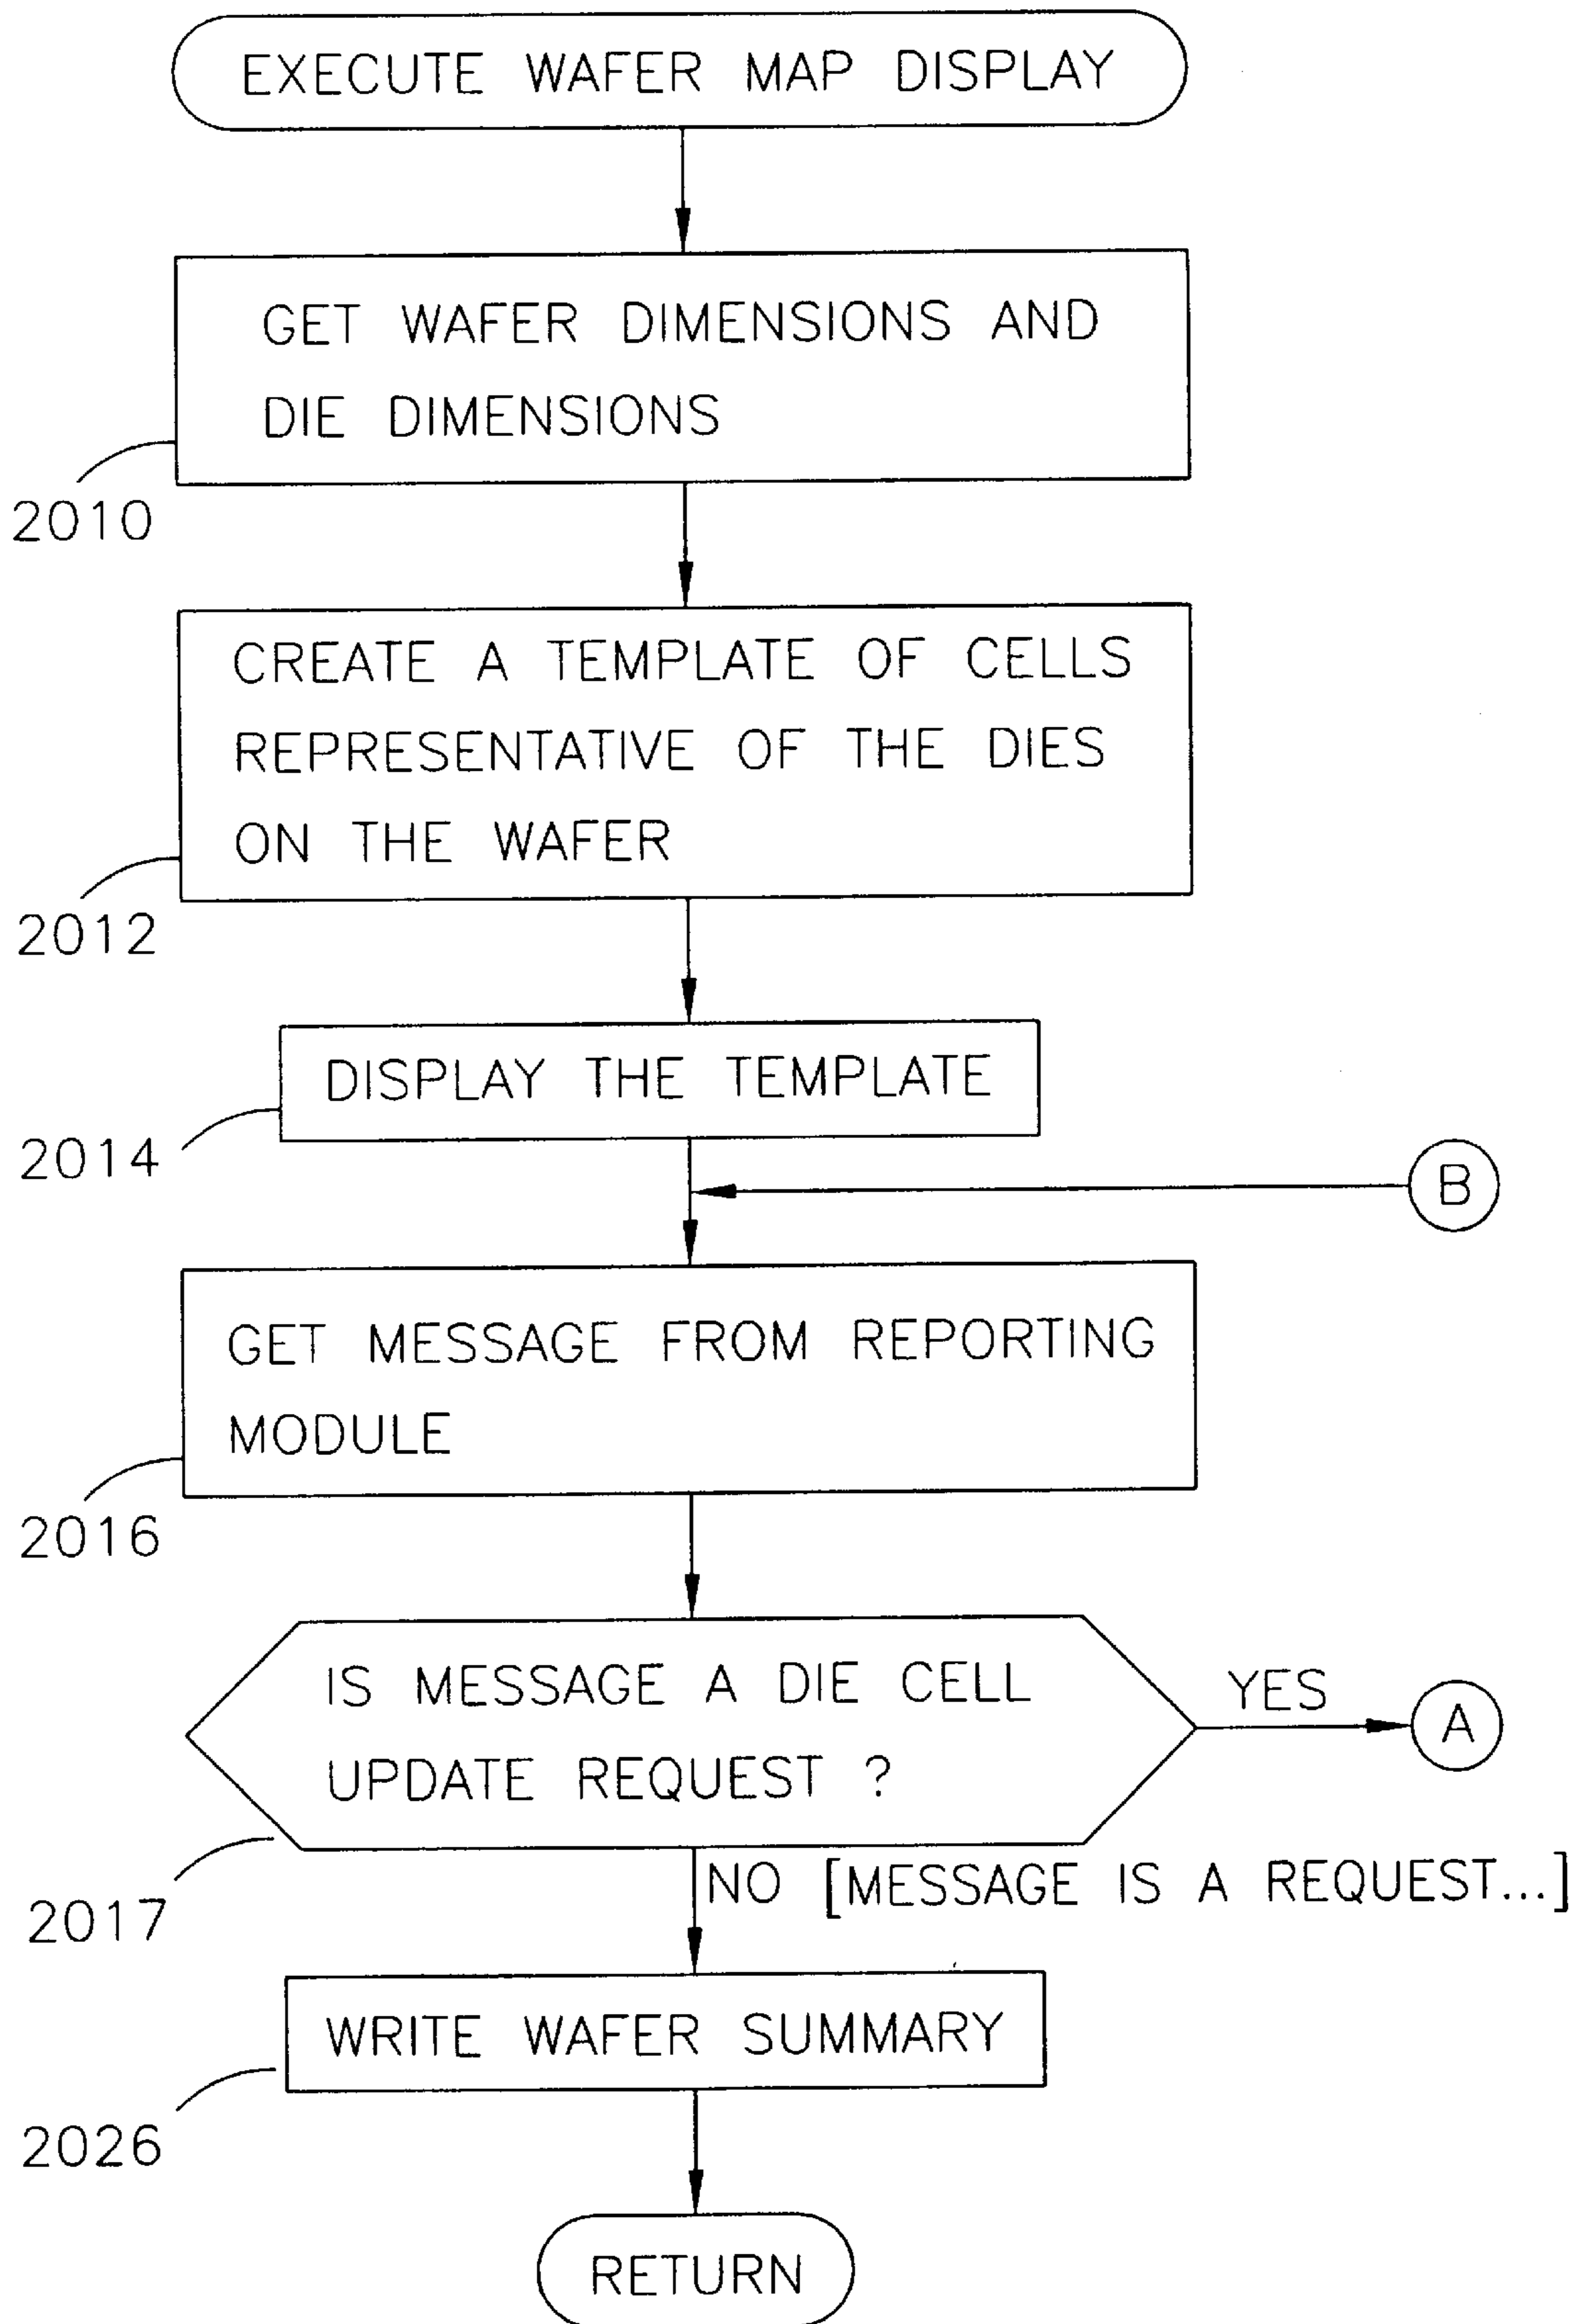 EXECUTE WAFER MAP DISPLAY
GET WAFER DIMENSIONS AND
DIE DIMENSIONS
2010
CREATE A TEMPLATE OF CELLS
REPRESENTATIVE OF THE DIES
ON THE WAFER
2012
DISPLAY THE TEMPLATE
2014
B
GET MESSAGE FROM REPORTING
MODULE
2016
IS MESSAGE A DIE CELL
UPDATE REQUEST ?
YES
A
2017
NO [MESSAGE IS A REQUEST...]
WRITE WAFER SUMMARY
2026
RETURN